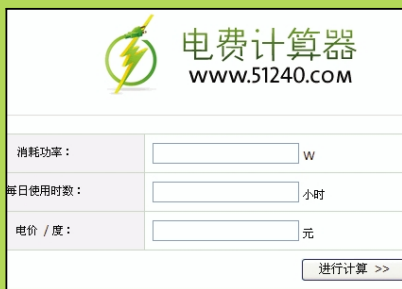 电费计算器
www.51240.com
消耗功率： W
每日使用时数： 小时
电价 / 度： 元
进行计算 >>